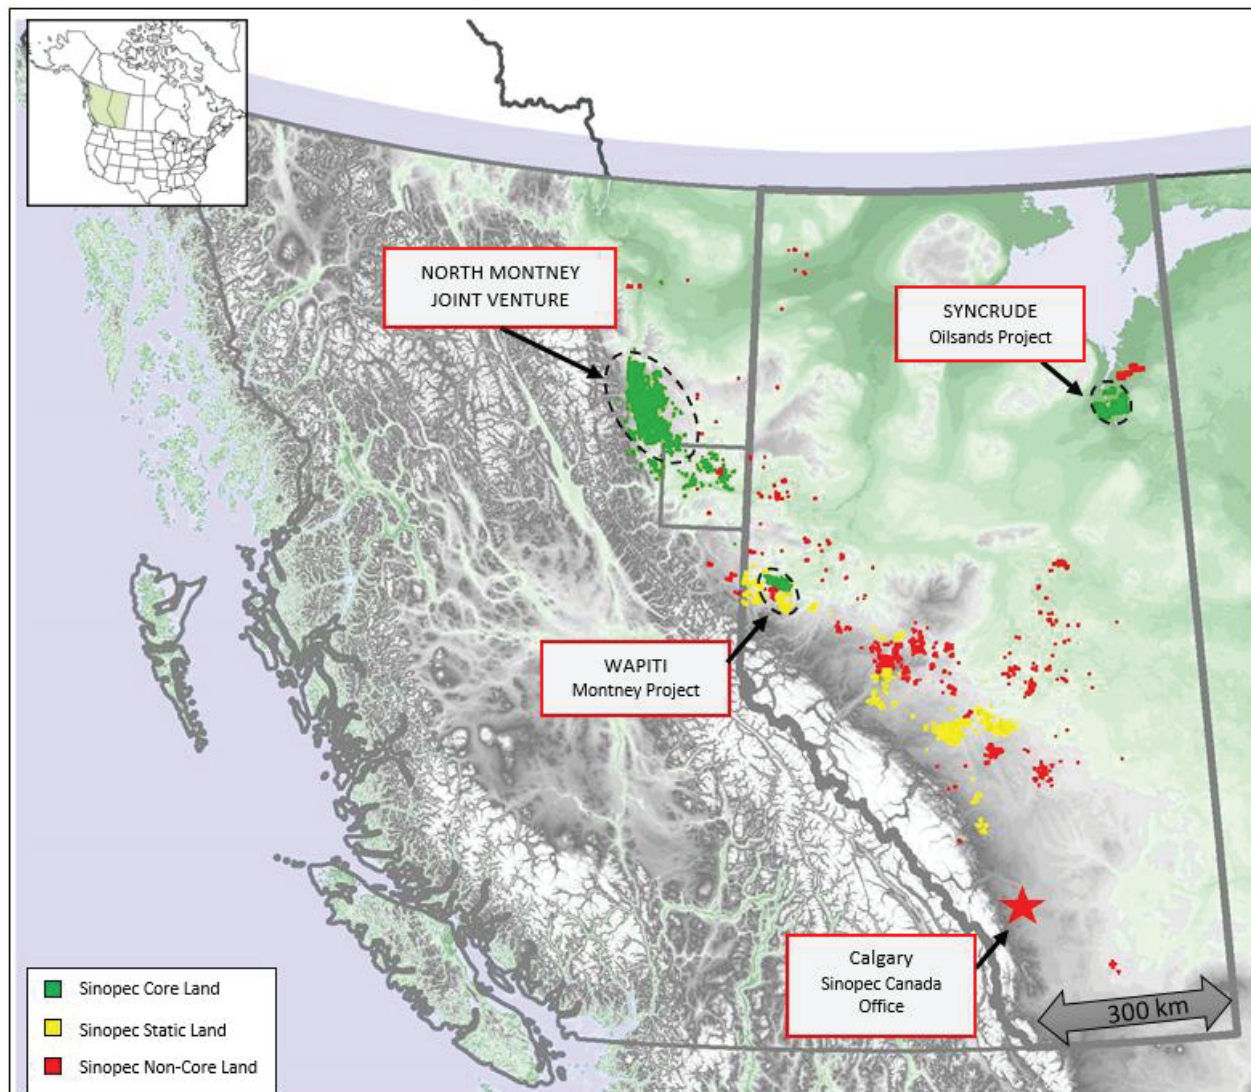 NORTH MONTNEY
JOINT VENTURE
SYNCRUDE
Oilsands Project
WAPITI
Montney Project
Calgary
Sinopec Canada
Office
300 km
Sinopec Core Land
Sinopec Static Land
Sinopec Non-Core Land